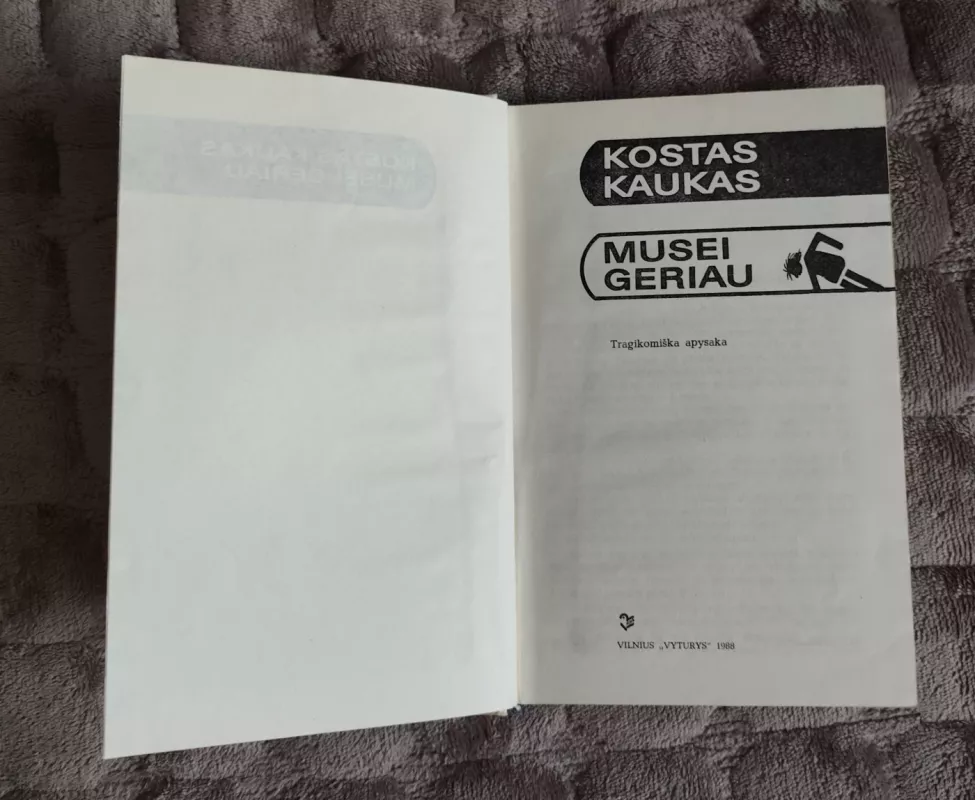 KOSTAS
KAUKAS
MUSEI
GERIAU
Tragikomiška apysaka
VILNIUS „VYTURYS“ 1988